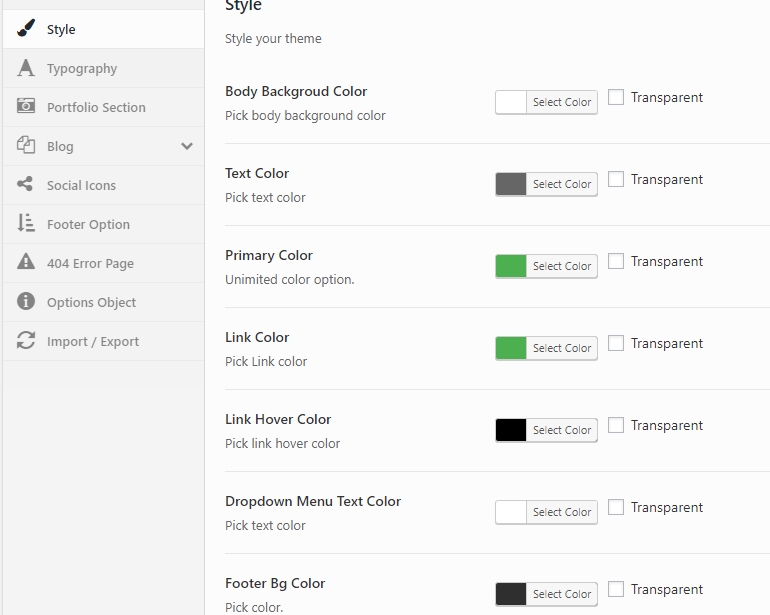 Style
Typography
Portfolio Section
Blog
Social Icons
Footer Option
404 Error Page
Options Object
Import / Export
Style
Style your theme
Body Backgroud Color
Pick body background color
Select Color
Transparent
Text Color
Pick text color
Select Color
Transparent
Primary Color
Unimited color option.
Select Color
Transparent
Link Color
Pick Link color
Select Color
Transparent
Link Hover Color
Pick link hover color
Select Color
Transparent
Dropdown Menu Text Color
Pick text color
Select Color
Transparent
Footer Bg Color
Pick color.
Select Color
Transparent